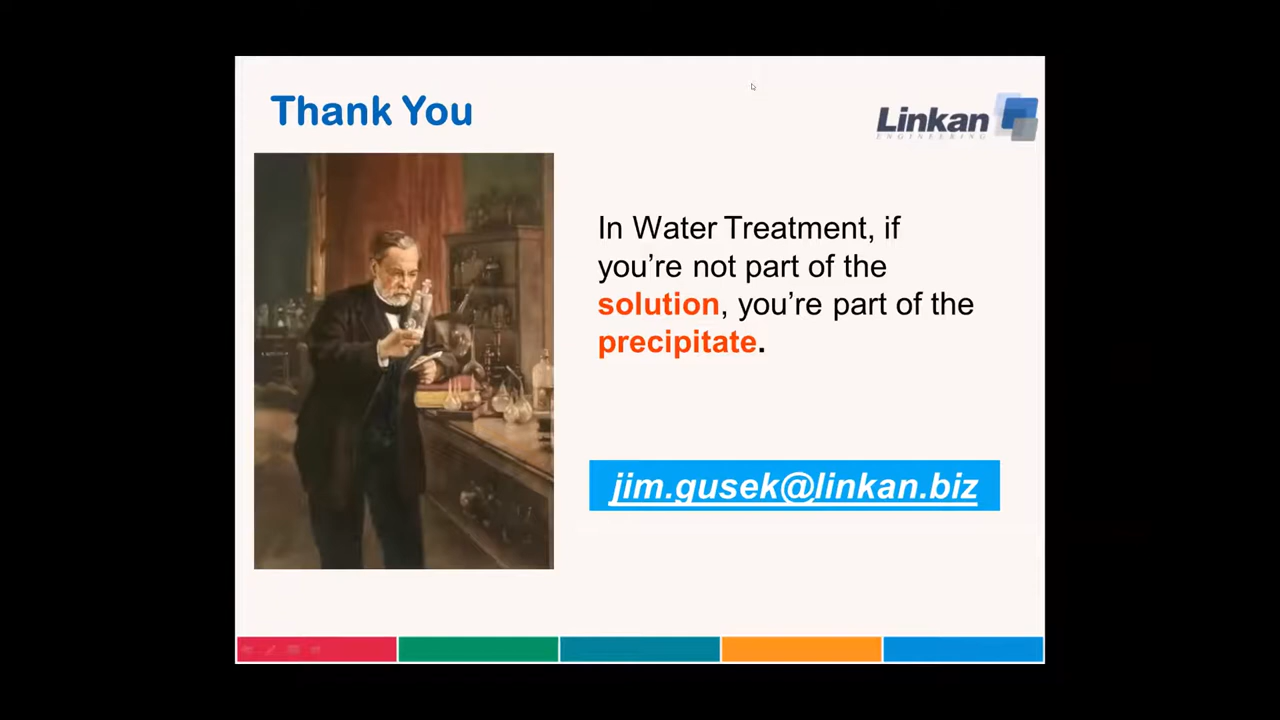 Thank You
Linkan
ENGINEERING
In Water Treatment, if
you’re not part of the
solution, you’re part of the
precipitate.
jim.gusek@linkan.biz